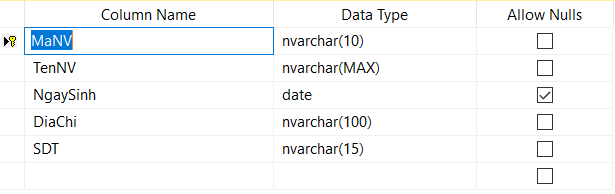 Column Name Data Type Allow Nulls
MaNV nvarchar(10)
TenNV nvarchar(MAX)
NgaySinh date
DiaChi nvarchar(100)
SDT nvarchar(15)